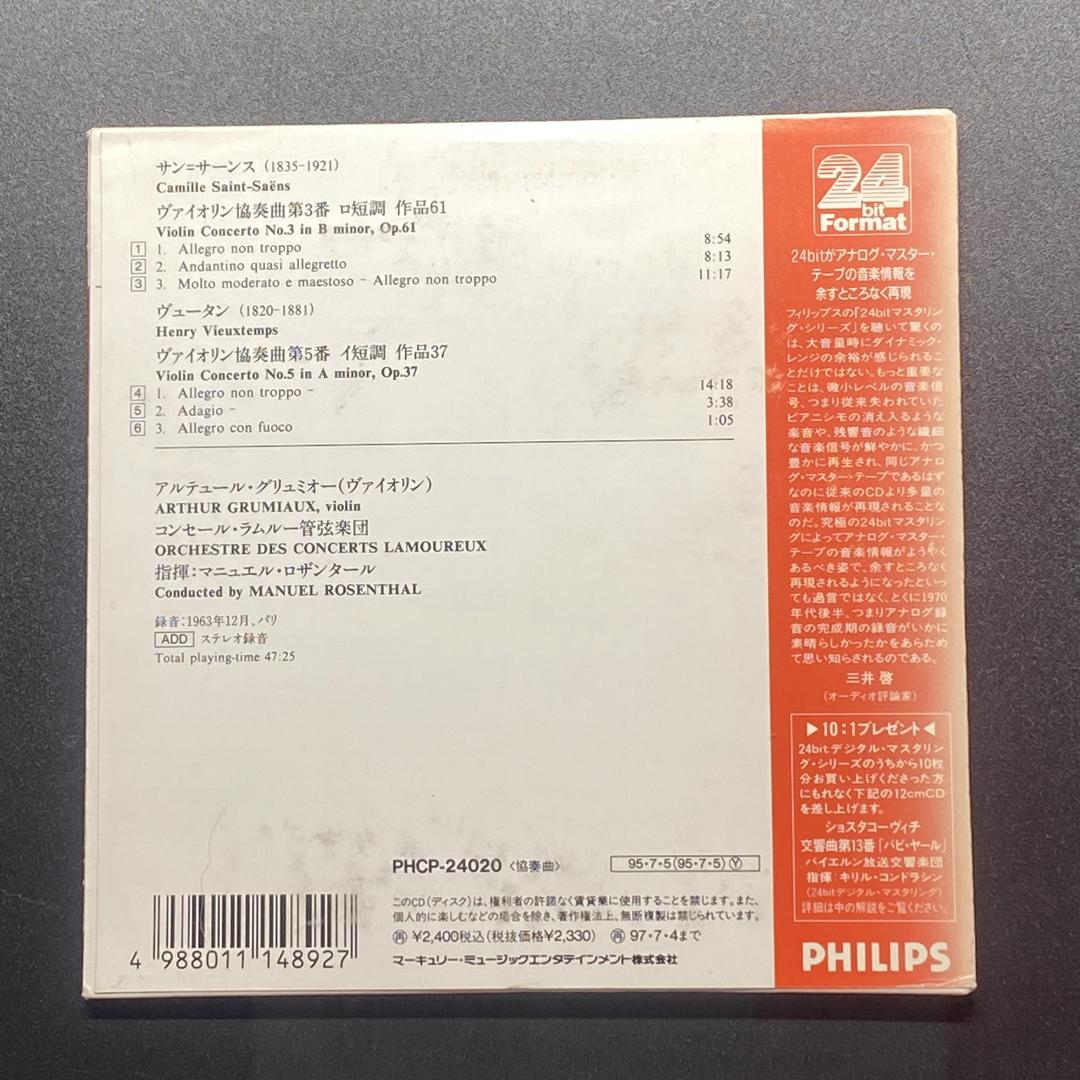 サン=サーンス (1835-1921)
Camille Saint-Saëns
ヴァイオリン協奏曲第3番 ロ短調 作品61
Violin Concerto No.3 in B minor, Op.61
1 1. Allegro non troppo 8:54
2 2. Andantino quasi allegretto 8:13
3 3. Molto moderato e maestoso – Allegro non troppo 11:17
ヴュータン (1820-1881)
Henry Vieuxtemps
ヴァイオリン協奏曲第5番 イ短調 作品37
Violin Concerto No.5 in A minor, Op.37
4 1. Allegro non troppo – 14:18
5 2. Adagio – 3:38
6 3. Allegro con fuoco 1:05
アルテュール・グリュミオー(ヴァイオリン)
ARTHUR GRUMIAUX, violin
コンセール・ラムルー管弦楽団
ORCHESTRE DES CONCERTS LAMOUREUX
指揮:マニュエル・ロザンタール
Conducted by MANUEL ROSENTHAL
録音:1963年12月、パリ
ADD ステレオ録音
Total playing-time 47:25
PHCP-24020 〈協奏曲〉 95・7・5(95・7・5)Ⓨ
このCD(ディスク)は、権利者の許諾なく賃貸業に使用することを禁じます。また、
個人的に楽しむなどの場合を除き、著作権法上、無断複製は禁じられています。
再 ¥2,400税込(税抜価格¥2,330) 再 97・7・4まで
マーキュリー・ミュージックエンタテインメント株式会社
4 988011 148927
24
bit
Format
24bitがアナログ・マスター・
テープの音楽情報を
余すところなく再現
フィリップスの「24bitマスタリン
グ・シリーズ」を聴いて驚くの
は、大音量時にダイナミック・
レンジの余裕が感じられるこ
とだけではない。もっと重要な
ことは、微小レベルの音楽信
号、つまり従来失われていた
ピアニシモの消え入るような
楽音や、残響音のような繊細
な音楽信号が鮮やかに、かつ
豊かに再生され、同じアナロ
グ・マスター・テープであるはず
なのに従来のCDより多量の
音楽情報が再現されることな
のだ。究極の24bitマスタリン
グによってアナログ・マスター・
テープの音楽情報がようやく
あるべき姿で、余すところなく
再現されるようになったといっ
ても過言ではなく、とくに1970
年代後半、つまりアナログ録
音の完成期の録音がいかに
素晴らしかったかをあらため
て思い知らされるのである。
三井 啓
(オーディオ評論家)
▶10:1プレゼント◀
24bitデジタル・マスタリン
グ・シリーズのうちから10枚
分お買い上げくださった方
にもれなく下記の12cmCD
を差し上げます。
ショスタコーヴィチ
交響曲第13番「バビ・ヤール」
バイエルン放送交響楽団
指揮:キリル・コンドラシン
(24bitデジタル・マスタリング)
詳細は中の解説をご覧ください。
PHILIPS